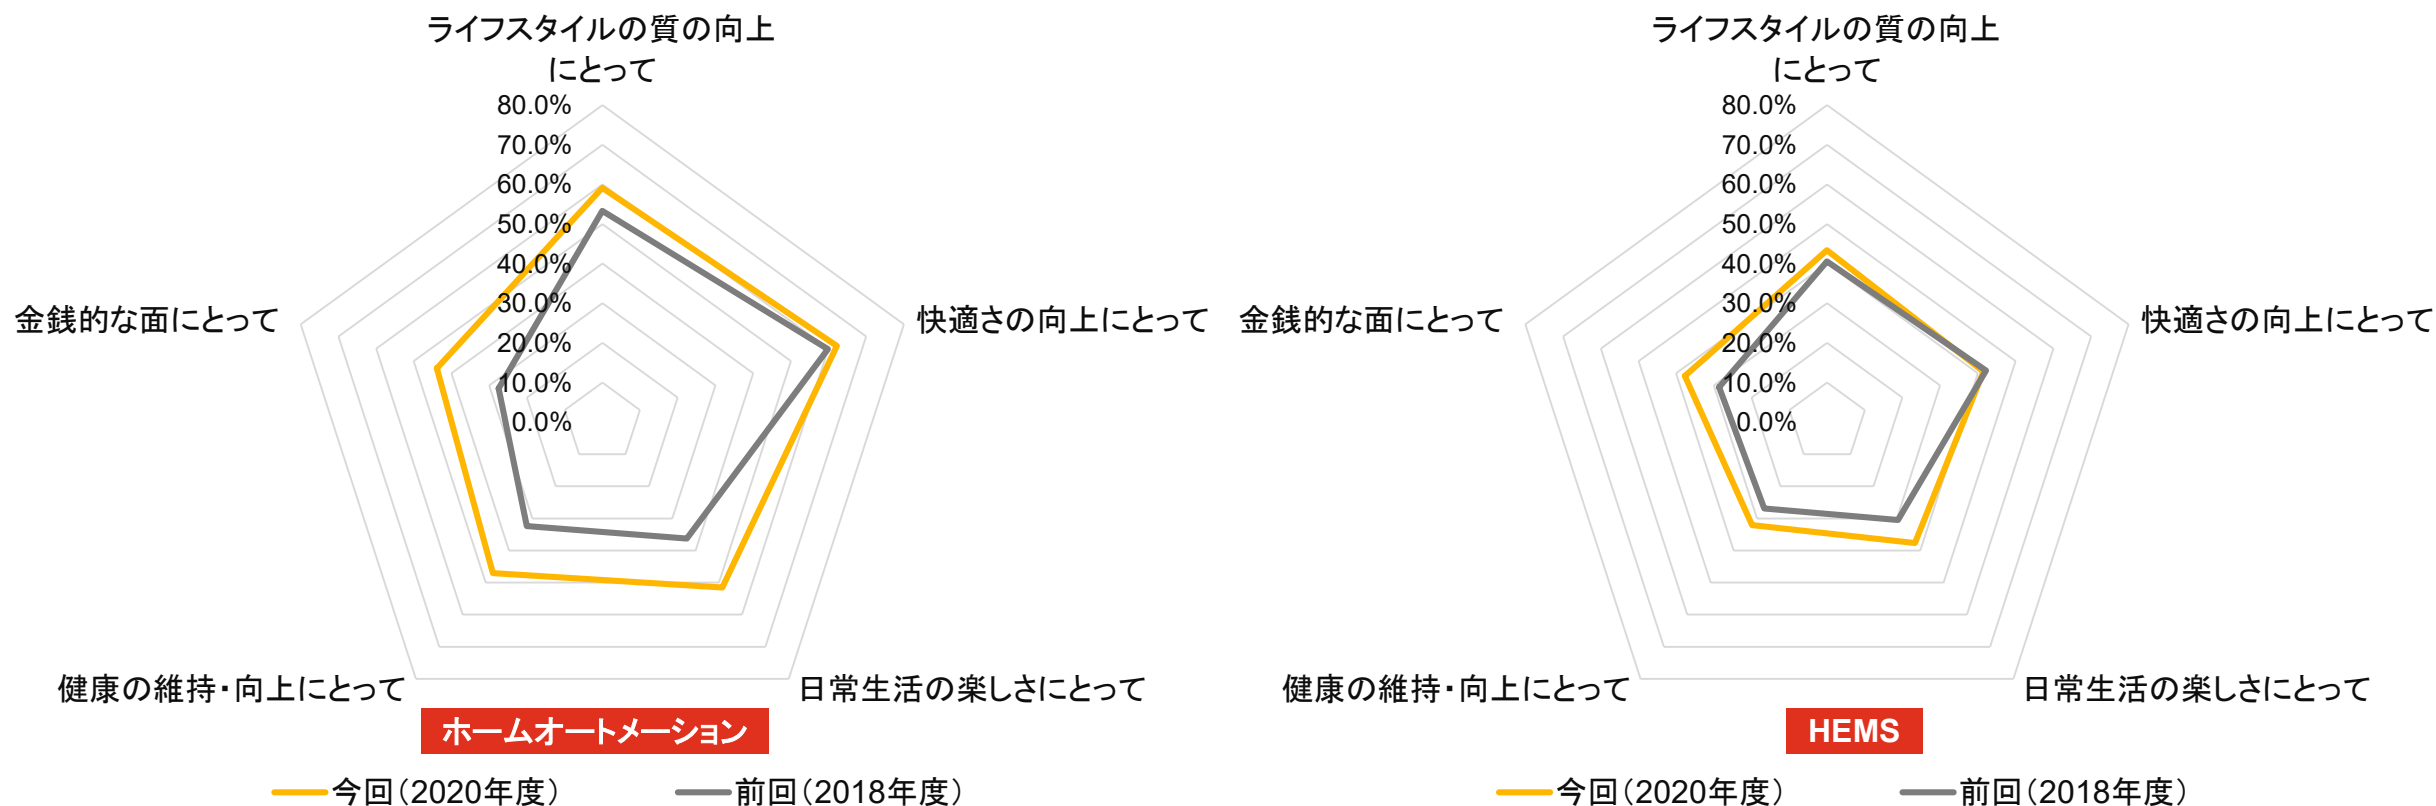 ライフスタイルの質の向上
にとって
80.0%
70.0%
60.0%
50.0%
40.0%
30.0%
20.0%
10.0%
0.0%
金銭的な面にとって
快適さの向上にとって
健康の維持・向上にとって
日常生活の楽しさにとって
ホームオートメーション
今回（2020年度）
前回（2018年度）
ライフスタイルの質の向上
にとって
80.0%
70.0%
60.0%
50.0%
40.0%
30.0%
20.0%
10.0%
0.0%
金銭的な面にとって
快適さの向上にとって
健康の維持・向上にとって
日常生活の楽しさにとって
HEMS
今回（2020年度）
前回（2018年度）